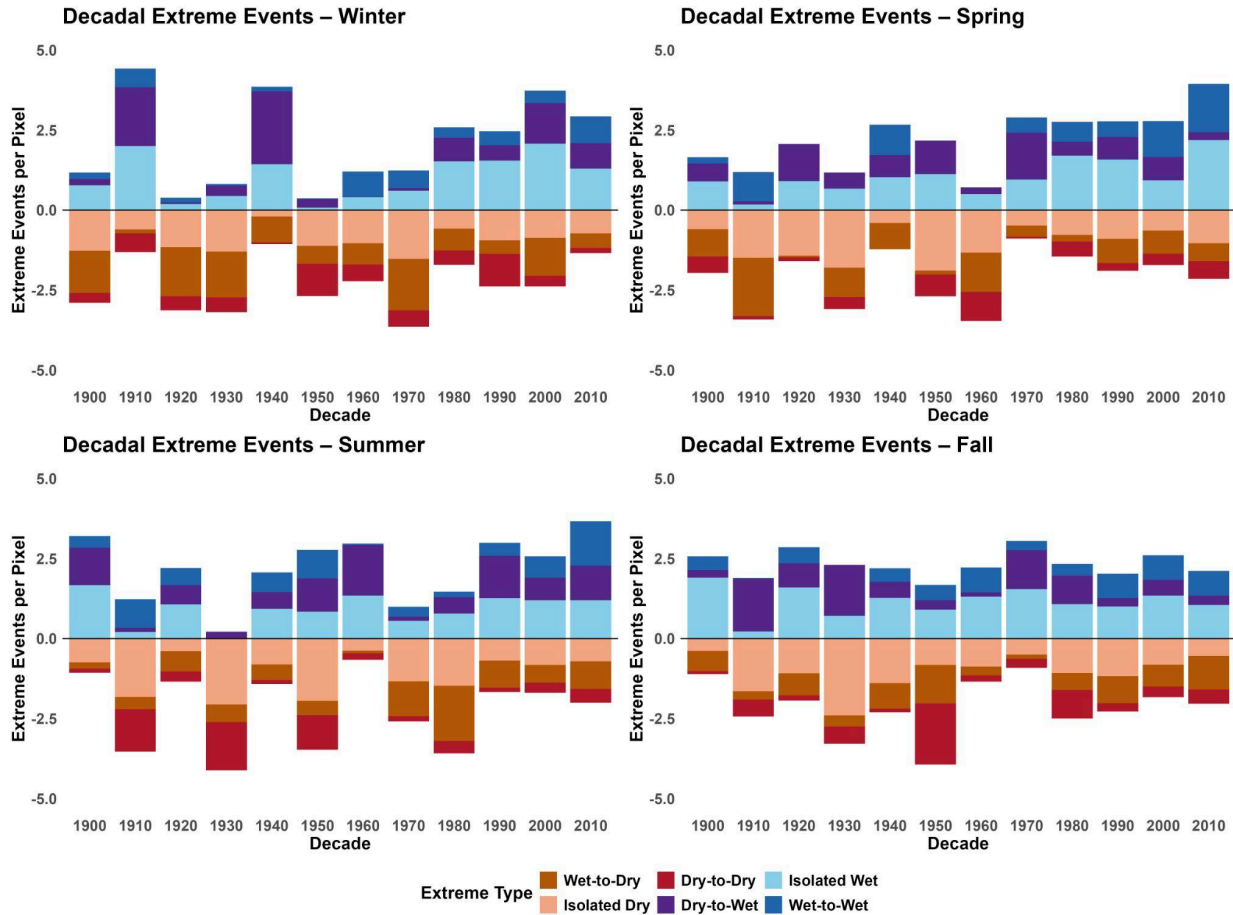 Decadal Extreme Events – Winter
Extreme Events per Pixel
5.0
2.5
0.0
-2.5
-5.0
1900 1910 1920 1930 1940 1950 1960 1970 1980 1990 2000 2010
Decade
Decadal Extreme Events – Spring
Extreme Events per Pixel
5.0
2.5
0.0
-2.5
-5.0
1900 1910 1920 1930 1940 1950 1960 1970 1980 1990 2000 2010
Decade
Decadal Extreme Events – Summer
Extreme Events per Pixel
5.0
2.5
0.0
-2.5
-5.0
1900 1910 1920 1930 1940 1950 1960 1970 1980 1990 2000 2010
Decade
Decadal Extreme Events – Fall
Extreme Events per Pixel
5.0
2.5
0.0
-2.5
-5.0
1900 1910 1920 1930 1940 1950 1960 1970 1980 1990 2000 2010
Decade
Extreme Type
Wet-to-Dry Dry-to-Dry Isolated Wet
Isolated Dry Dry-to-Wet Wet-to-Wet